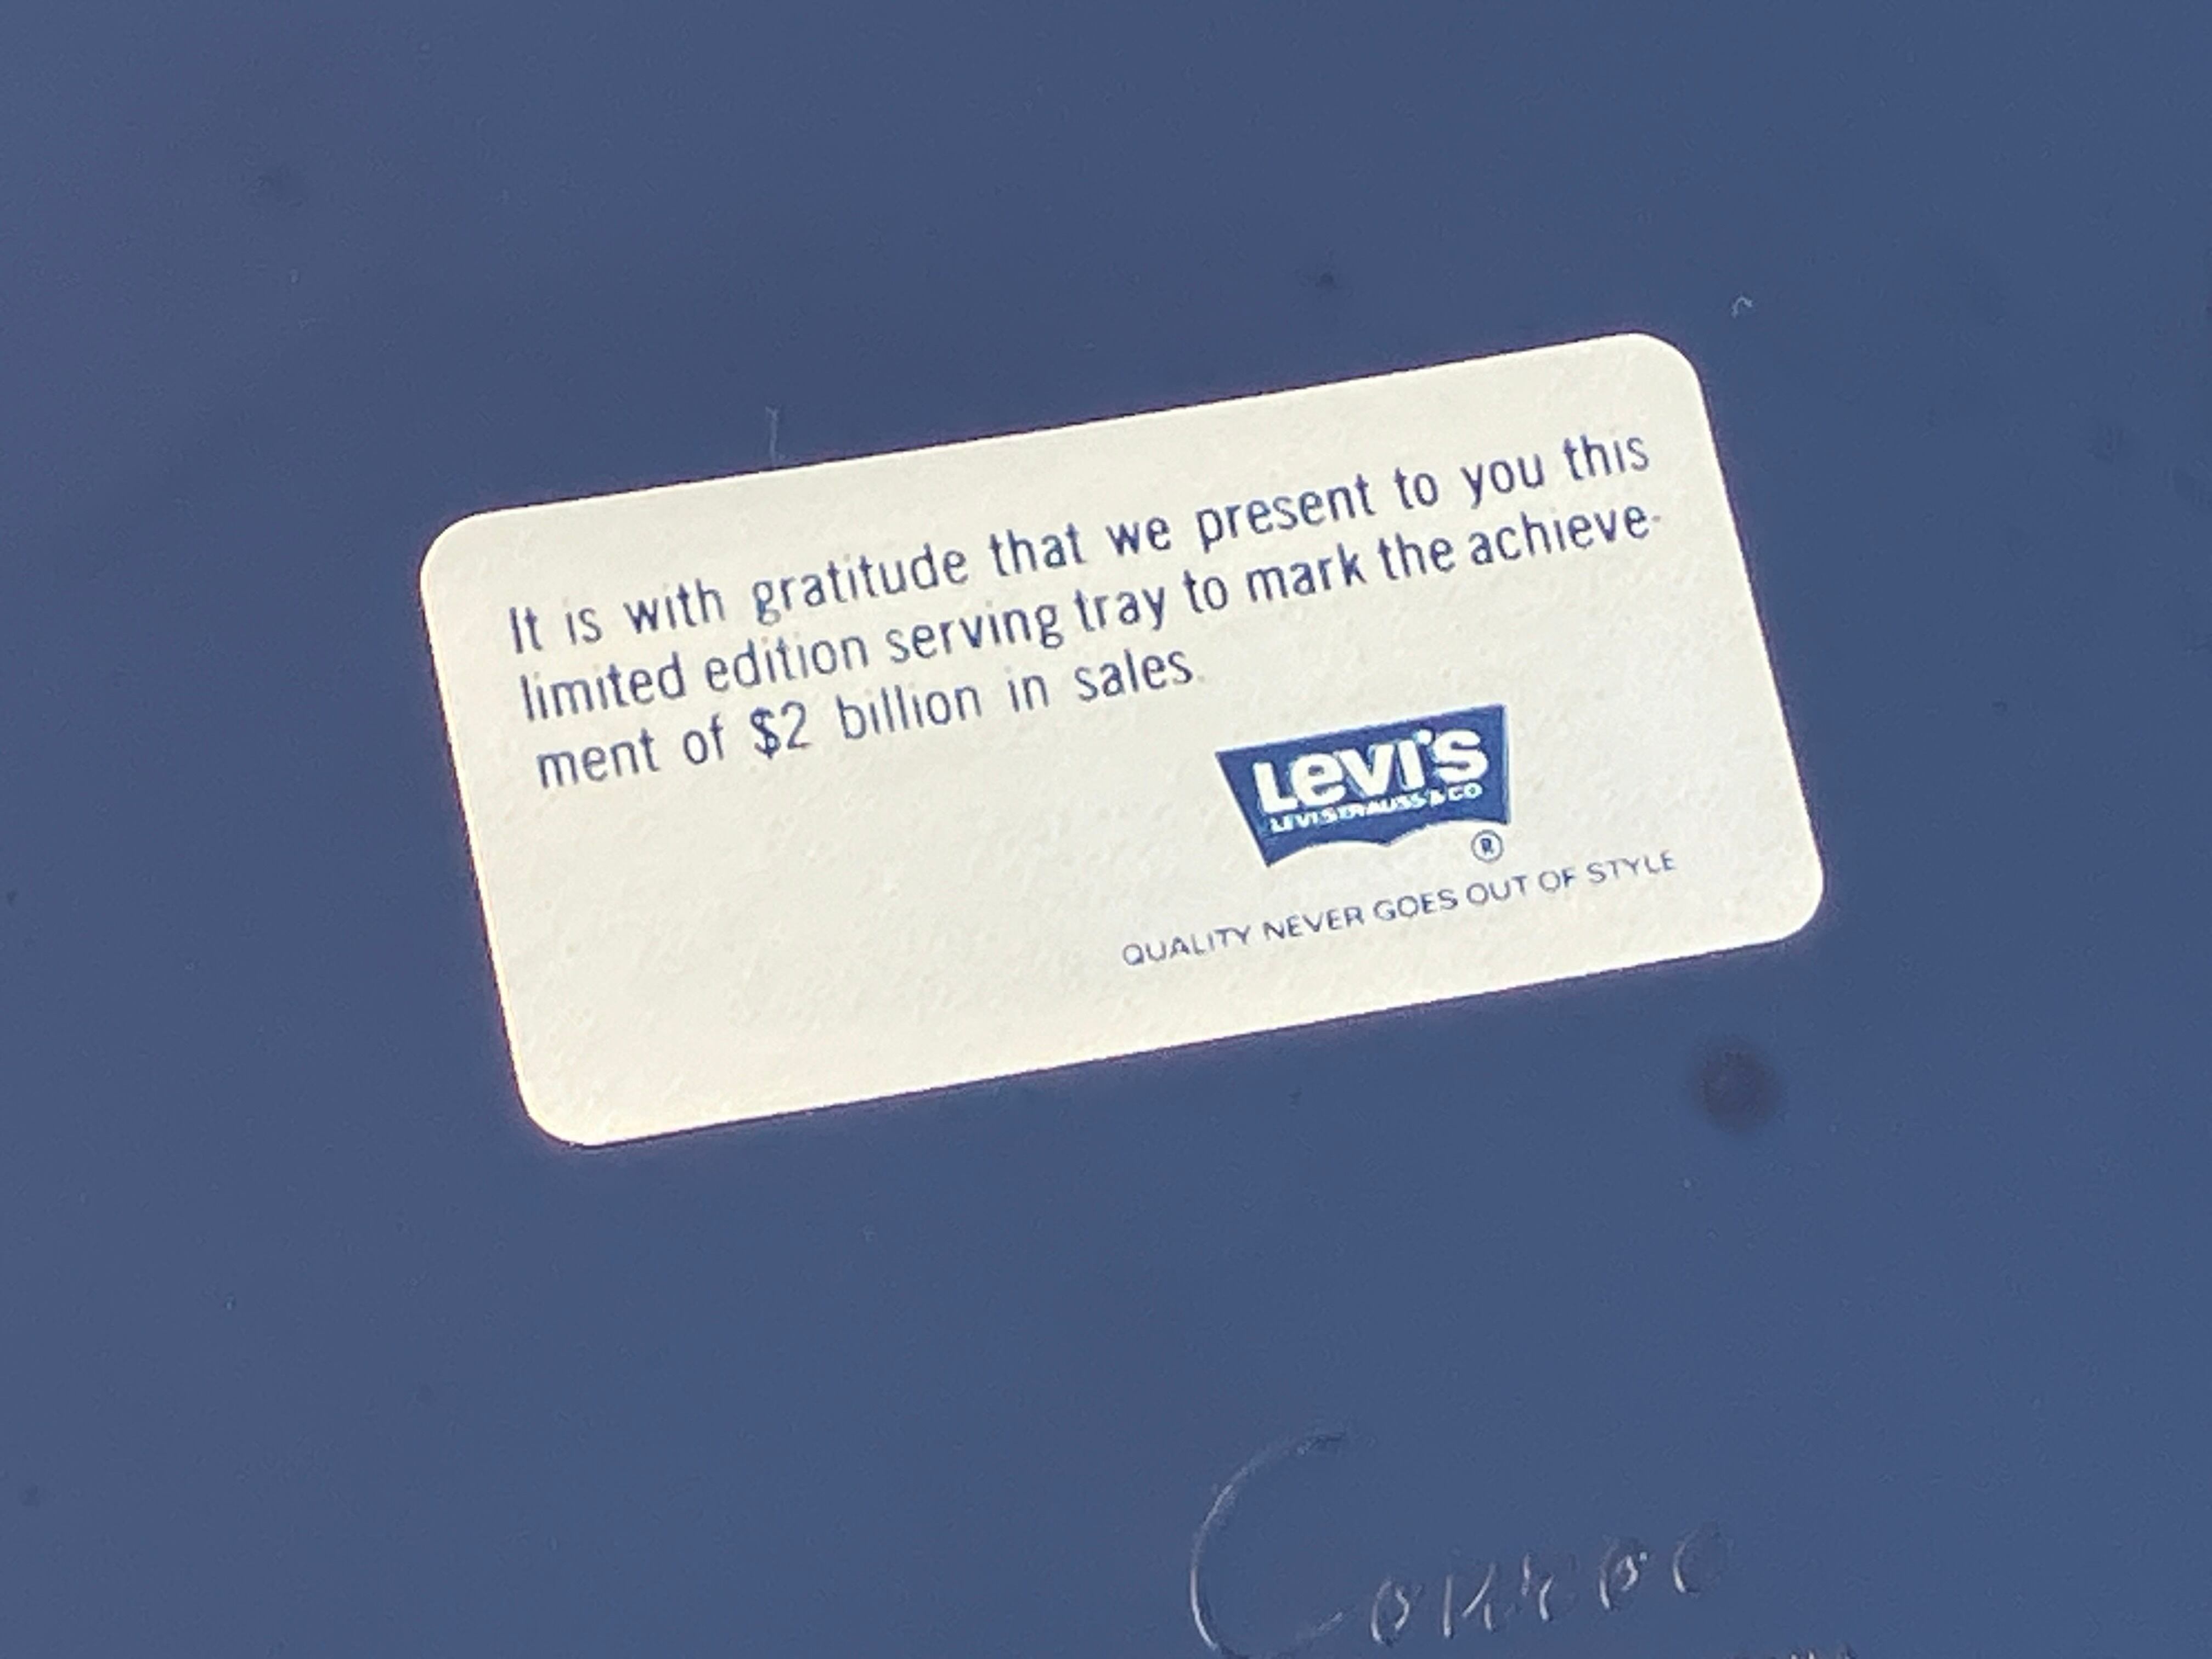 It is with gratitude that we present to you this
limited edition serving tray to mark the achieve-
ment of $2 billion in sales.
Levi's
LEVI STRAUSS & CO
®
QUALITY NEVER GOES OUT OF STYLE